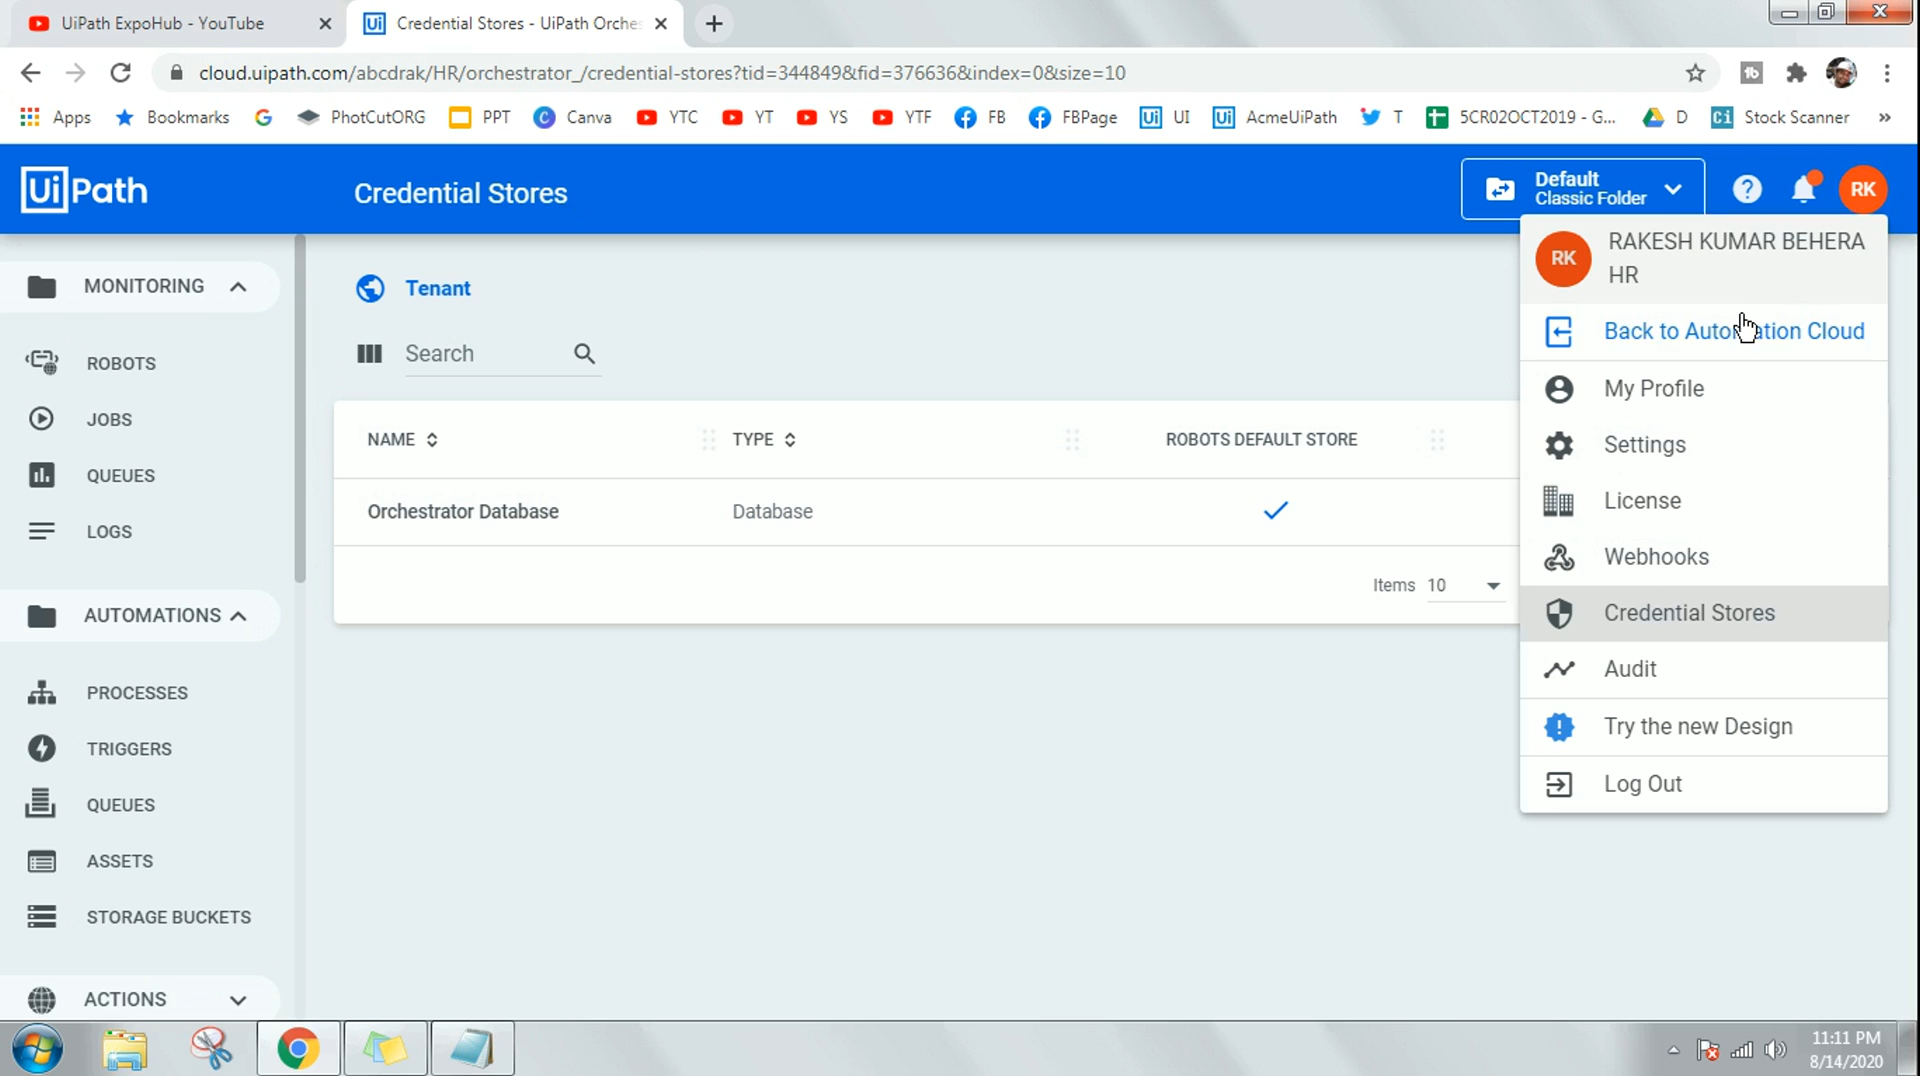 UiPath ExpoHub - YouTube
Credential Stores - UiPath Orche
cloud.uipath.com/abcdrak/HR/orchestrator_/credential-stores?tid=344849&fid=376636&index=0&size=10
Apps Bookmarks PhotCutORG PPT Canva YTC YT YS YTF FB FBPage UI AcmeUiPath T 5CR02OCT2019 - G... D Stock Scanner »
UiPath
Credential Stores
Default
Classic Folder
RK
MONITORING
ROBOTS
JOBS
QUEUES
LOGS
AUTOMATIONS
PROCESSES
TRIGGERS
QUEUES
ASSETS
STORAGE BUCKETS
ACTIONS
Tenant
Search
NAME TYPE ROBOTS DEFAULT STORE
Orchestrator Database Database
Items 10
RK
RAKESH KUMAR BEHERA
HR
Back to Automation Cloud
My Profile
Settings
License
Webhooks
Credential Stores
Audit
Try the new Design
Log Out
11:11 PM
8/14/2020